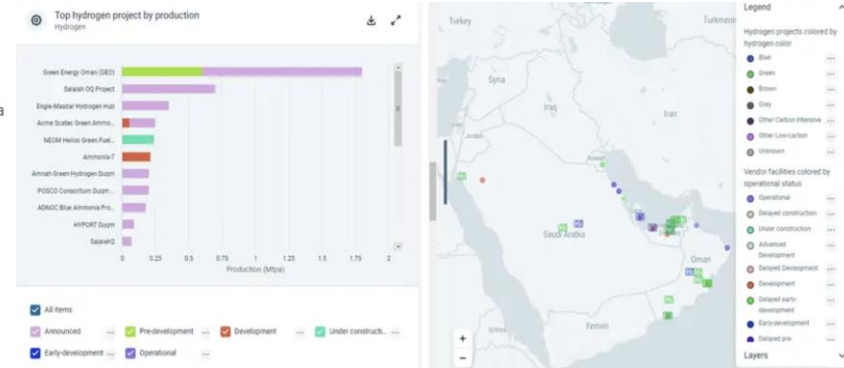 Top hydrogen project by production
Hydrogen
Green Energy Oman (GEO)
Salalah OQ Project
Engie-Masdar Hydrogen Hub
Acme Scatec Green Ammo...
NEOM Helios Green Fuel...
Ammonia-7
Amnah Green Hydrogen Duqm
POSCO Consortium Duqm ...
ADNOC Blue Ammonia Pro...
HYPORT Duqm
Salalah2
0 0.25 0.5 0.75 1 1.25 1.5 1.75 2
Production (Mtpa)
All items
Announced ... Pre-development ... Development ... Under constructi... ...
Early-development ... Operational ...
a
Turkey
Turkmeni
Syria
Iraq
Iran
Jordan
Kuwait
Saudi Arabia
Oman
Yemen
Eritrea
+
−
Legend
Hydrogen projects colored by
hydrogen color
Blue ...
Green ...
Brown ...
Grey ...
Other Carbon-Intensive ...
Other Low-carbon ...
Unknown ...
Vendor facilities colored by
operational status
Operational ...
Delayed construction ...
Under construction ...
Advanced ...
Development
Delayed Development ...
Development ...
Delayed early- ...
development
Early-development ...
Delayed pre- ...
Layers